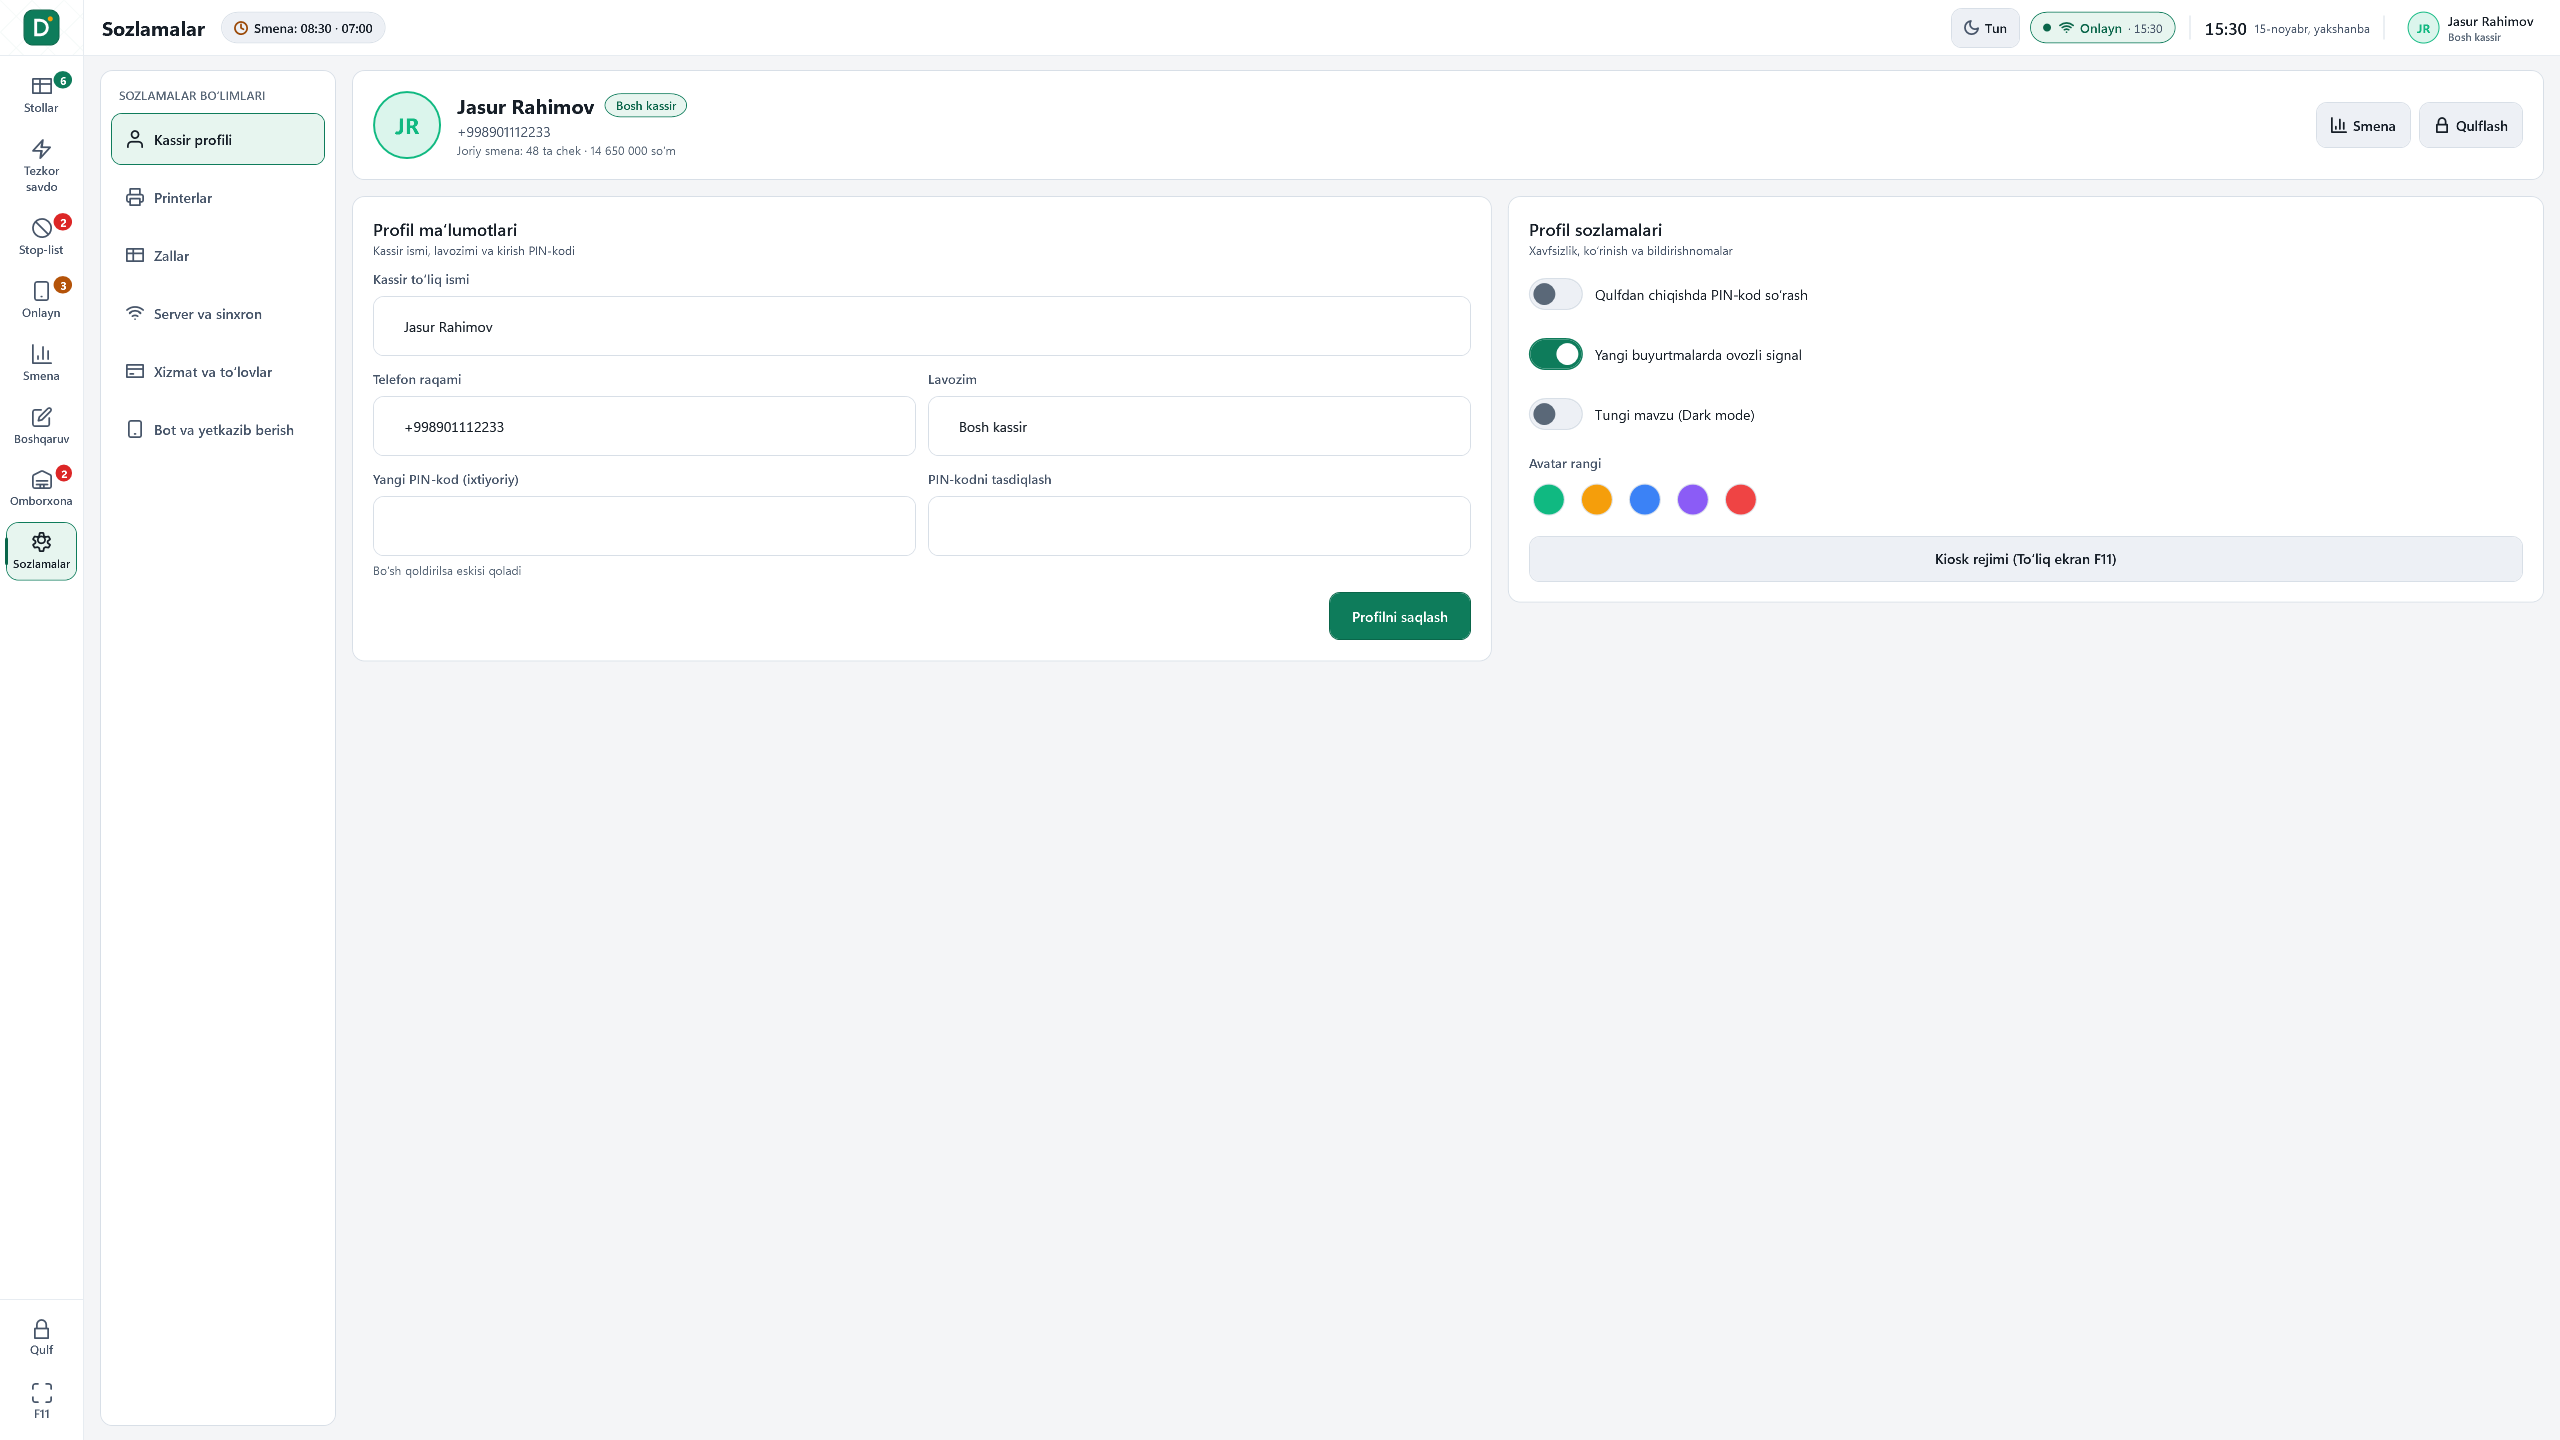 D
Sozlamalar
Smena: 08:30 · 07:00
Tun
Onlayn · 15:30
15:30 15-noyabr, yakshanba
JR
Jasur Rahimov
Bosh kassir
6
Stollar
Tezkor
savdo
2
Stop-list
3
Onlayn
Smena
Boshqaruv
2
Omborxona
Sozlamalar
Qulf
F11
SOZLAMALAR BO‘LIMLARI
Kassir profili
Printerlar
Zallar
Server va sinxron
Xizmat va to‘lovlar
Bot va yetkazib berish
JR
Jasur Rahimov
Bosh kassir
+998901112233
Joriy smena: 48 ta chek · 14 650 000 so‘m
Smena
Qulflash
Profil ma’lumotlari
Kassir ismi, lavozimi va kirish PIN-kodi
Kassir to‘liq ismi
Jasur Rahimov
Telefon raqami
Lavozim
+998901112233
Bosh kassir
Yangi PIN-kod (ixtiyoriy)
PIN-kodni tasdiqlash
Bo‘sh qoldirilsa eskisi qoladi
Profilni saqlash
Profil sozlamalari
Xavfsizlik, ko‘rinish va bildirishnomalar
Qulfdan chiqishda PIN-kod so‘rash
Yangi buyurtmalarda ovozli signal
Tungi mavzu (Dark mode)
Avatar rangi
Kiosk rejimi (To‘liq ekran F11)